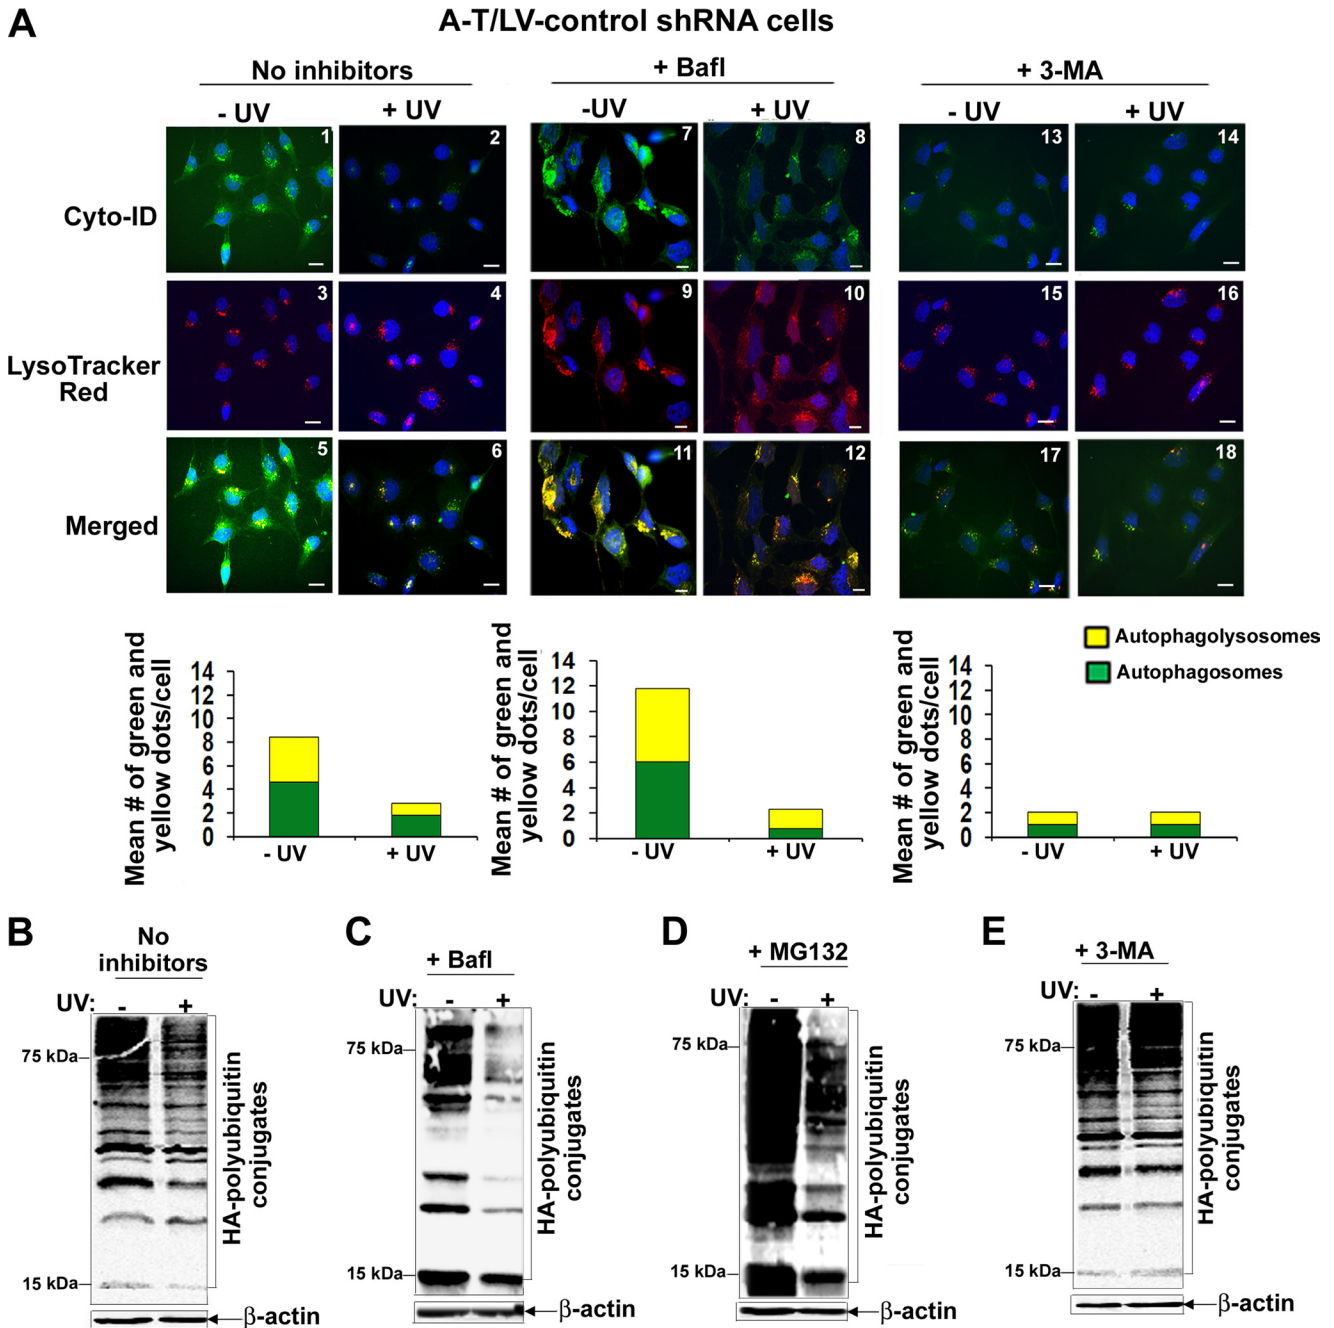 A
A-T/LV-control shRNA cells
No inhibitors
+ BafI
+ 3-MA
- UV
+ UV
-UV
+ UV
- UV
+ UV
Cyto-ID
1
2
7
8
13
14
LysoTracker
Red
3
4
9
10
15
16
Merged
5
6
11
12
17
18
Mean # of green and
yellow dots/cell
14
12
10
8
6
4
2
0
- UV
+ UV
Mean # of green and
yellow dots/cell
14
12
10
8
6
4
2
0
- UV
+ UV
Mean # of green and
yellow dots/cell
14
12
10
8
6
4
2
0
- UV
+ UV
Autophagolysosomes
Autophagosomes
B
No
inhibitors
UV: - +
75 kDa
15 kDa
HA-polyubiquitin
conjugates
β-actin
C
+ BafI
UV: - +
75 kDa
15 kDa
HA-polyubiquitin
conjugates
β-actin
D
+ MG132
UV: - +
75 kDa
15 kDa
HA-polyubiquitin
conjugates
β-actin
E
+ 3-MA
UV: - +
75 kDa
15 kDa
HA-polyubiquitin
conjugates
β-actin